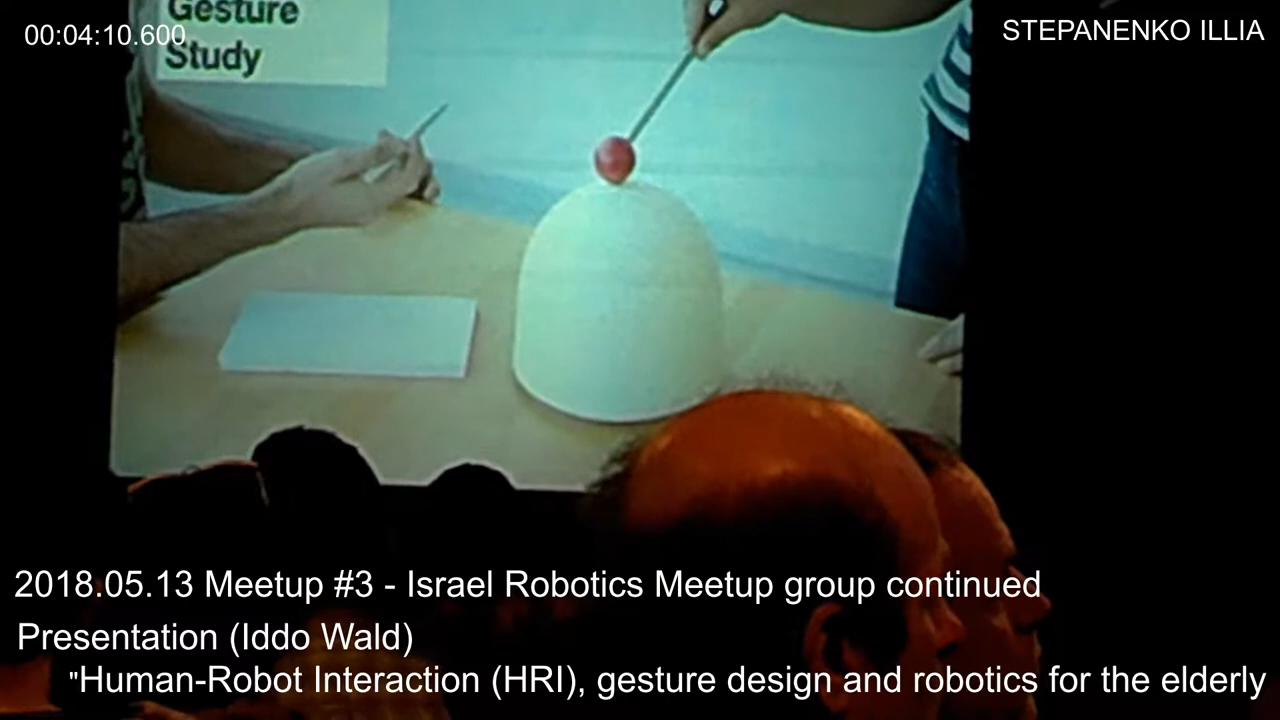 Gesture
00:04:10.600
STEPANENKO ILLIA
Study
2018.05.13 Meetup #3 - Israel Robotics Meetup group continued
Presentation (Iddo Wald)
"Human-Robot Interaction (HRI), gesture design and robotics for the elderly